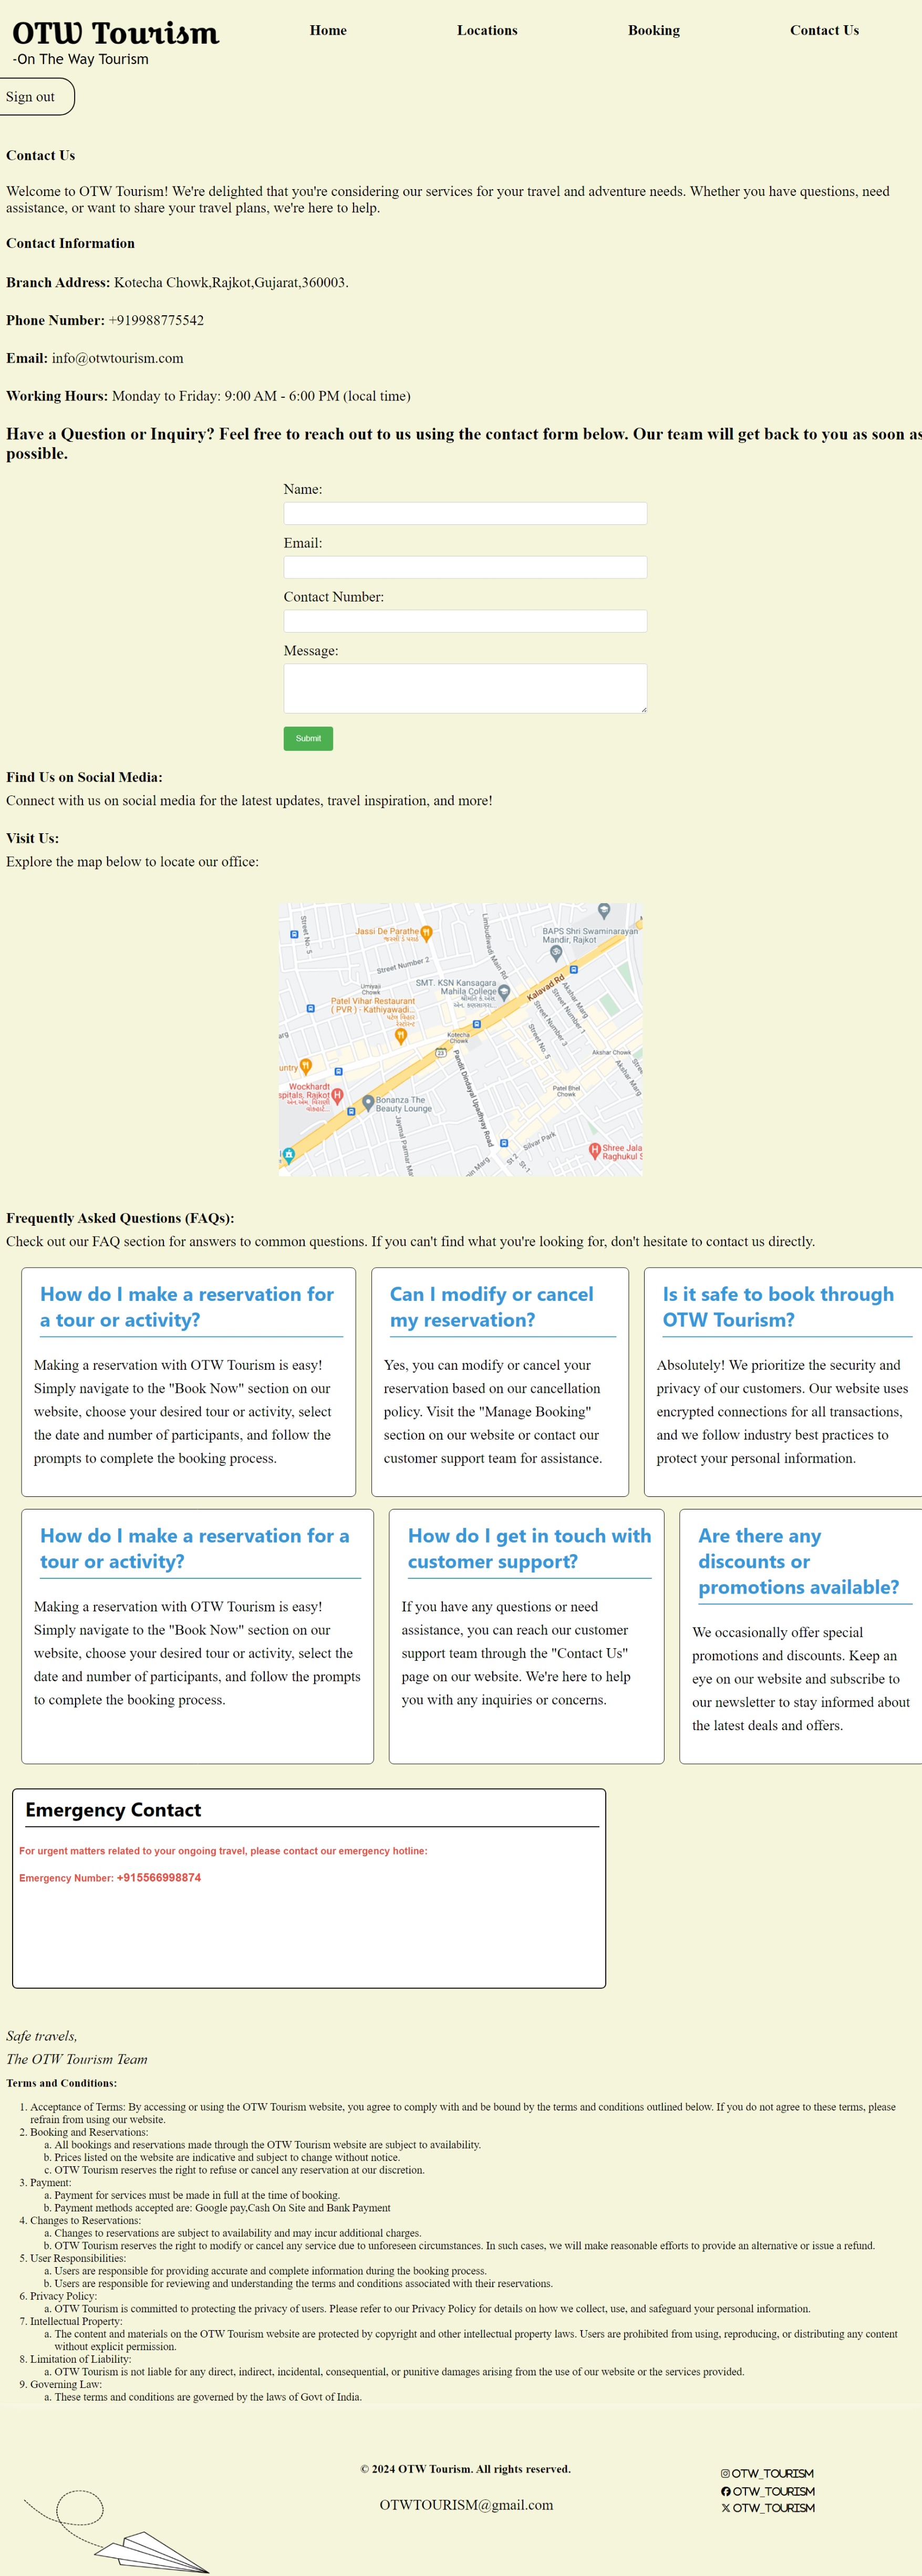 OTW Tourism
-On The Way Tourism
Home
Locations
Booking
Contact Us
Sign out
Contact Us
Welcome to OTW Tourism! We're delighted that you're considering our services for your travel and adventure needs. Whether you have questions, need
assistance, or want to share your travel plans, we're here to help.
Contact Information
Branch Address: Kotecha Chowk,Rajkot,Gujarat,360003.
Phone Number: +919988775542
Email: info@otwtourism.com
Working Hours: Monday to Friday: 9:00 AM - 6:00 PM (local time)
Have a Question or Inquiry? Feel free to reach out to us using the contact form below. Our team will get back to you as soon as
possible.
Name:
Email:
Contact Number:
Message:
Submit
Find Us on Social Media:
Connect with us on social media for the latest updates, travel inspiration, and more!
Visit Us:
Explore the map below to locate our office:
Street No. 5
Jassi De Parathe
Limbudiwadi Main Rd
BAPS Shri Swaminarayan
Mandir, Rajkot
Street Number 2
Umiyaji
Chowk
SMT. KSN Kansagara
Mahila College
Kalavad Rd
Akshar Marg
Street Number 1
Street Number 3
Street No. 5
Patel Vihar Restaurant
( PVR ) - Kathiyawadi...
Kotecha
Chowk
23
arg
Akshar Chowk
Akshar Marg
untry
Wockhardt
spitals, Rajkot
Patel Bhel
Chowk
Bonanza The
Beauty Lounge
Pandit Dindayal Upadhyay Road
Jaymal Parmar Ma
Silvar Park
St 2
St-1
in Marg
Shree Jala
Raghukul S
Frequently Asked Questions (FAQs):
Check out our FAQ section for answers to common questions. If you can't find what you're looking for, don't hesitate to contact us directly.
How do I make a reservation for
a tour or activity?
Making a reservation with OTW Tourism is easy!
Simply navigate to the "Book Now" section on our
website, choose your desired tour or activity, select
the date and number of participants, and follow the
prompts to complete the booking process.
Can I modify or cancel
my reservation?
Yes, you can modify or cancel your
reservation based on our cancellation
policy. Visit the "Manage Booking"
section on our website or contact our
customer support team for assistance.
Is it safe to book through
OTW Tourism?
Absolutely! We prioritize the security and
privacy of our customers. Our website uses
encrypted connections for all transactions,
and we follow industry best practices to
protect your personal information.
How do I make a reservation for a
tour or activity?
Making a reservation with OTW Tourism is easy!
Simply navigate to the "Book Now" section on our
website, choose your desired tour or activity, select the
date and number of participants, and follow the prompts
to complete the booking process.
How do I get in touch with
customer support?
If you have any questions or need
assistance, you can reach our customer
support team through the "Contact Us"
page on our website. We're here to help
you with any inquiries or concerns.
Are there any
discounts or
promotions available?
We occasionally offer special
promotions and discounts. Keep an
eye on our website and subscribe to
our newsletter to stay informed about
the latest deals and offers.
Emergency Contact
For urgent matters related to your ongoing travel, please contact our emergency hotline:
Emergency Number: +915566998874
Safe travels,
The OTW Tourism Team
Terms and Conditions:
1. Acceptance of Terms: By accessing or using the OTW Tourism website, you agree to comply with and be bound by the terms and conditions outlined below. If you do not agree to these terms, please
refrain from using our website.
2. Booking and Reservations:
a. All bookings and reservations made through the OTW Tourism website are subject to availability.
b. Prices listed on the website are indicative and subject to change without notice.
c. OTW Tourism reserves the right to refuse or cancel any reservation at our discretion.
3. Payment:
a. Payment for services must be made in full at the time of booking.
b. Payment methods accepted are: Google pay,Cash On Site and Bank Payment
4. Changes to Reservations:
a. Changes to reservations are subject to availability and may incur additional charges.
b. OTW Tourism reserves the right to modify or cancel any service due to unforeseen circumstances. In such cases, we will make reasonable efforts to provide an alternative or issue a refund.
5. User Responsibilities:
a. Users are responsible for providing accurate and complete information during the booking process.
b. Users are responsible for reviewing and understanding the terms and conditions associated with their reservations.
6. Privacy Policy:
a. OTW Tourism is committed to protecting the privacy of users. Please refer to our Privacy Policy for details on how we collect, use, and safeguard your personal information.
7. Intellectual Property:
a. The content and materials on the OTW Tourism website are protected by copyright and other intellectual property laws. Users are prohibited from using, reproducing, or distributing any content
without explicit permission.
8. Limitation of Liability:
a. OTW Tourism is not liable for any direct, indirect, incidental, consequential, or punitive damages arising from the use of our website or the services provided.
9. Governing Law:
a. These terms and conditions are governed by the laws of Govt of India.
© 2024 OTW Tourism. All rights reserved.
OTWTOURISM@gmail.com
OTW_TOURISM
OTW_TOURISM
OTW_TOURISM